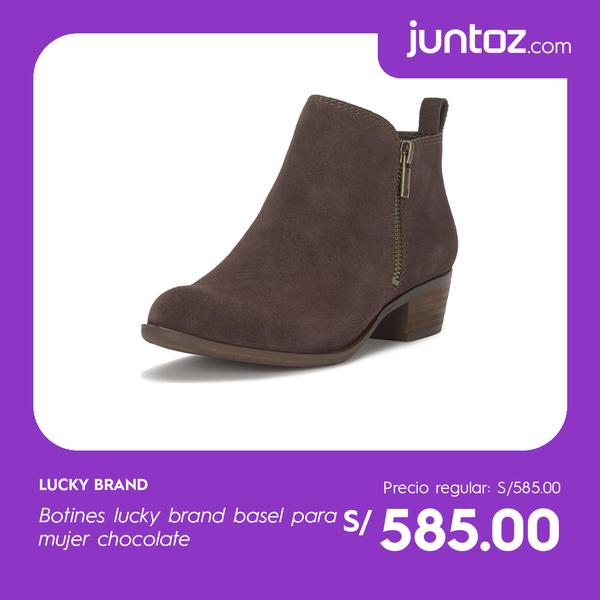 juntoz.com
LUCKY BRAND
Botines lucky brand basel para
mujer chocolate
Precio regular: S/585.00
S/ 585.00